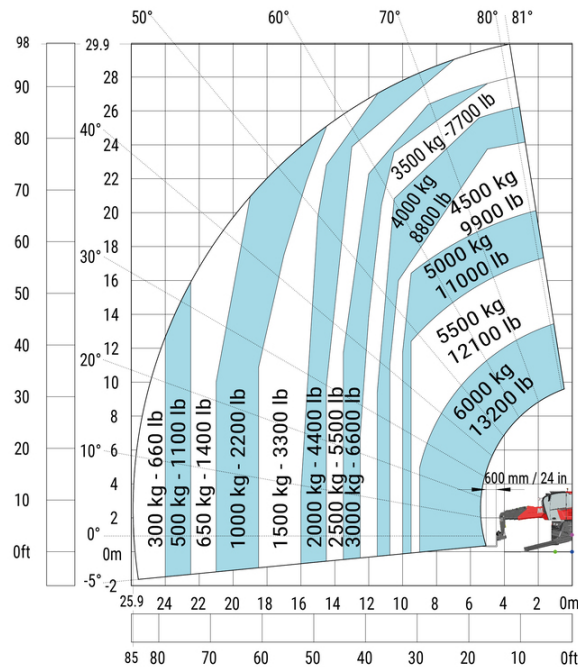 50°
60°
70°
80°
81°
98
29.9
90
28
26
80
24
40°
22
70
20
60
18
30°
16
50
14
40
12
20°
10
30
8
20
6
10°
4
10
2
0°
0ft
0m
-5°
-2
3500 kg -7700 lb
4000 kg
8800 lb
4500 kg
9900 lb
5000 kg
11000 lb
5500 kg
12100 lb
6000 kg
13200 lb
300 kg - 660 lb
500 kg - 1100 lb
650 kg - 1400 lb
1000 kg - 2200 lb
1500 kg - 3300 lb
2000 kg - 4400 lb
2500 kg - 5500 lb
3000 kg - 6600 lb
600 mm / 24 in
25.9 24 22 20 18 16 14 12 10 8 6 4 2 0m
85 80 70 60 50 40 30 20 10 0ft